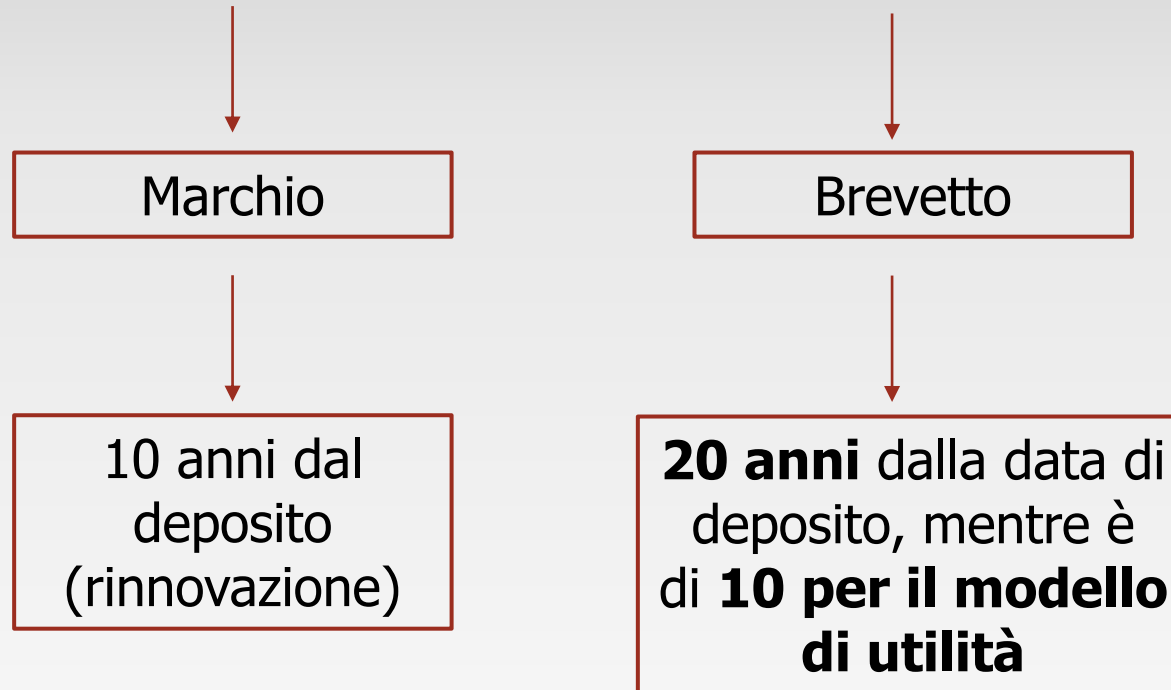 Marchio
Brevetto
10 anni dal
deposito
(rinnovazione)
20 anni dalla data di
deposito, mentre è
di 10 per il modello
di utilità